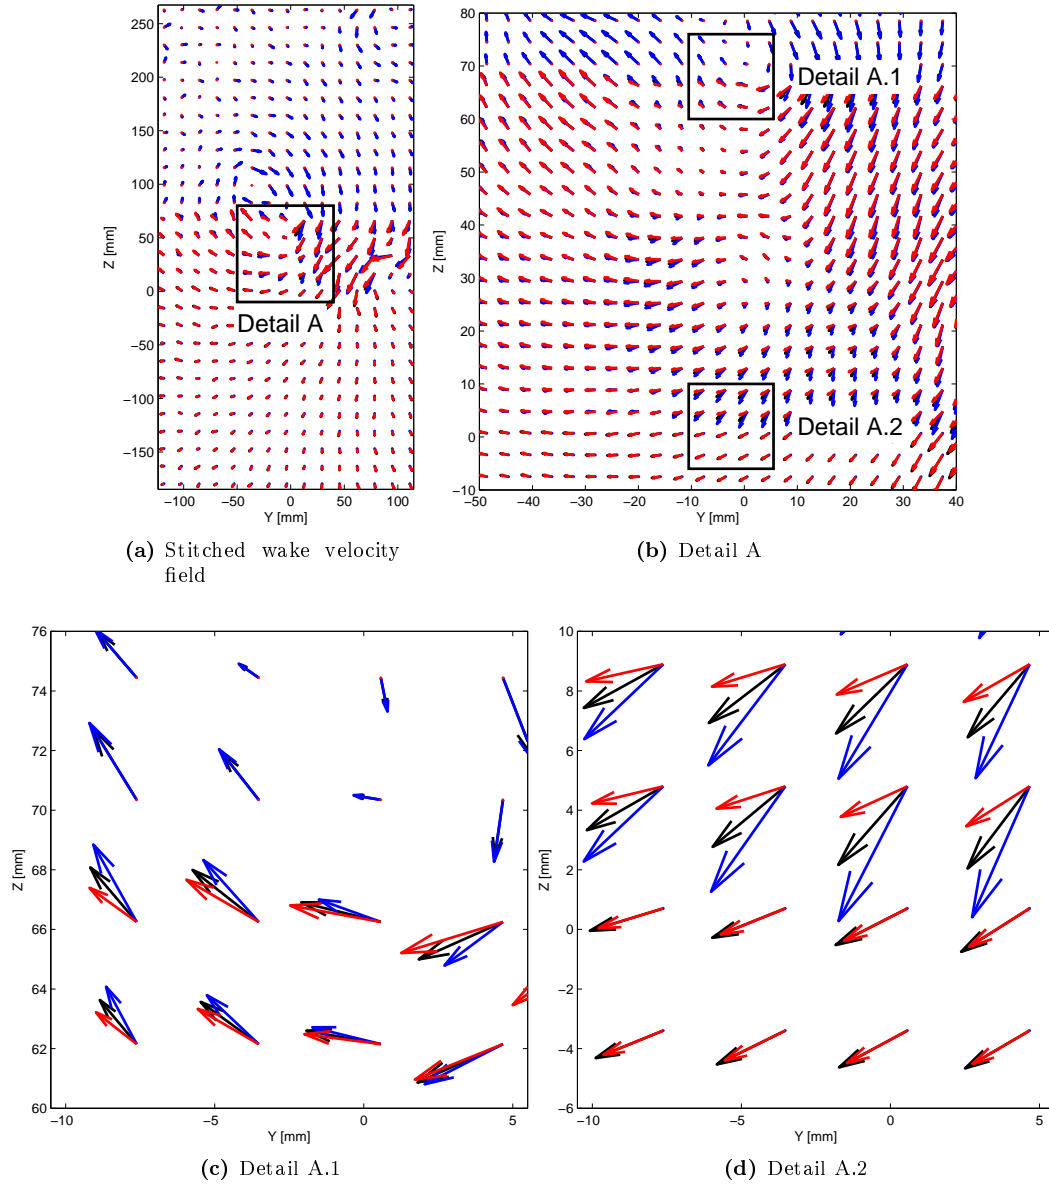 250
200
150
100
50
0
−50
−100
−150
Z [mm]
−100 −50 0 50 100
Y [mm]
Detail A
(a) Stitched wake velocity
field
80
70
60
50
40
30
20
10
0
−10
Z [mm]
−50 −40 −30 −20 −10 0 10 20 30 40
Y [mm]
Detail A.1
Detail A.2
(b) Detail A
76
74
72
70
68
66
64
62
60
Z [mm]
−10 −5 0 5
Y [mm]
(c) Detail A.1
10
8
6
4
2
0
−2
−4
−6
Z [mm]
−10 −5 0 5
Y [mm]
(d) Detail A.2